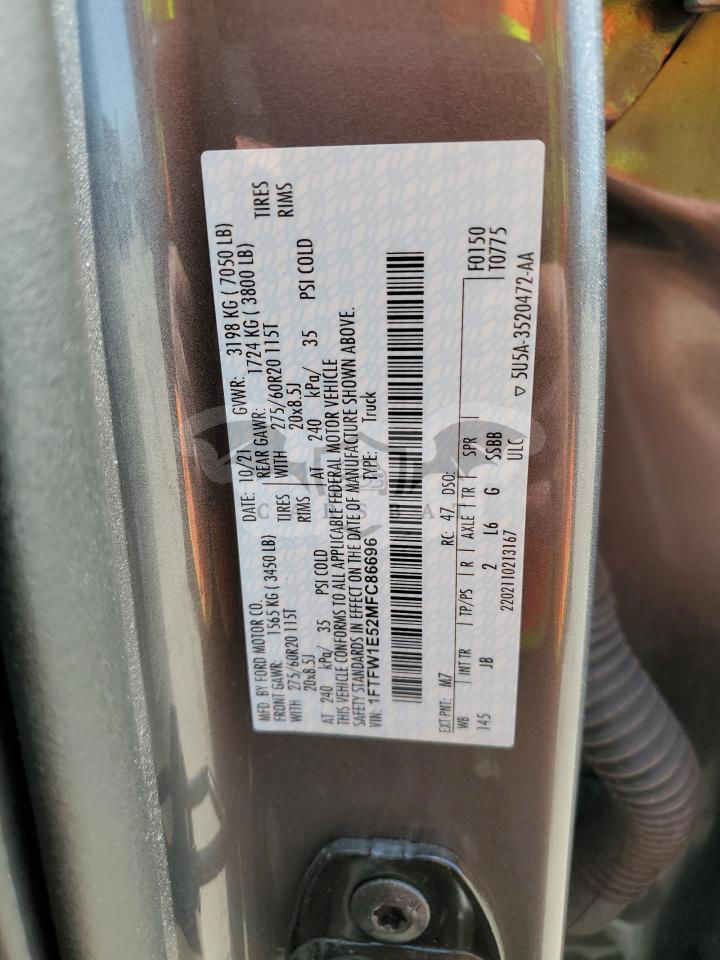 MFD. BY FORD MOTOR CO.
DATE: 10/21 GVWR: 3198 KG ( 7050 LB)
FRONT GAWR: 1565 KG ( 3450 LB) REAR GAWR: 1724 KG ( 3800 LB)
WITH 275/60R20 115T TIRES WITH 275/60R20 115T TIRES
20x8.5J RIMS 20x8.5J RIMS
AT 240 kPa/ 35 PSI COLD AT 240 kPa/ 35 PSI COLD
THIS VEHICLE CONFORMS TO ALL APPLICABLE FEDERAL MOTOR VEHICLE
SAFETY STANDARDS IN EFFECT ON THE DATE OF MANUFACTURE SHOWN ABOVE.
VIN: 1FTFW1E52MFC86696 TYPE: Truck
EXT PNT: M7 RC: 47 DSO: F0150
WB INT TR TP/PS R AXLE TR SPR T0775
145 JB 2 L6 G SSBB
2202110213167 ULC ▽ 5U5A-3520472-AA